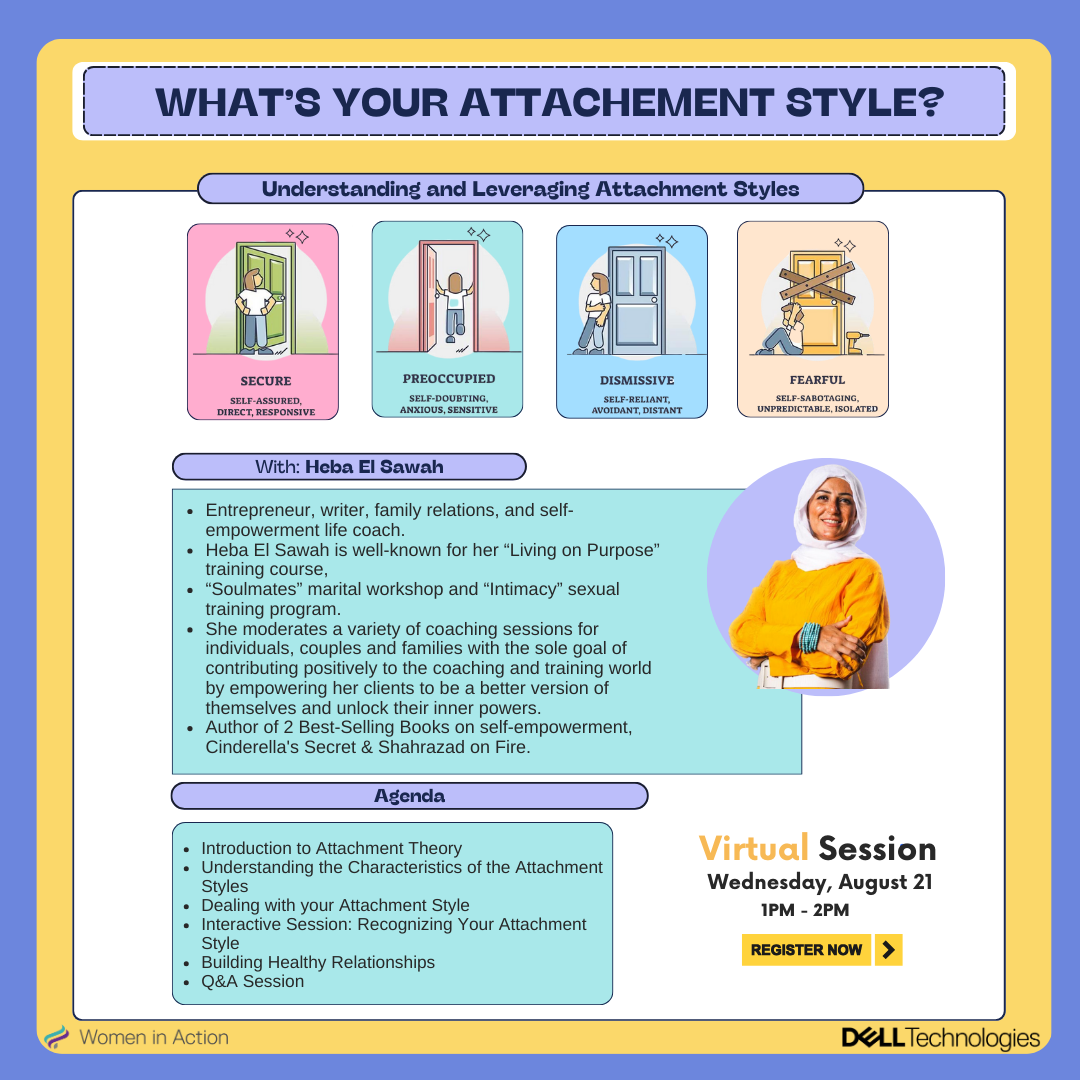 WHAT'S YOUR ATTACHEMENT STYLE?
Understanding and Leveraging Attachment Styles
SECURE
SELF-ASSURED,
DIRECT, RESPONSIVE
PREOCCUPIED
SELF-DOUBTING,
ANXIOUS, SENSITIVE
DISMISSIVE
SELF-RELIANT,
AVOIDANT, DISTANT
FEARFUL
SELF-SABOTAGING,
UNPREDICTABLE, ISOLATED
With: Heba El Sawah
• Entrepreneur, writer, family relations, and self-
empowerment life coach.
• Heba El Sawah is well-known for her “Living on Purpose”
training course,
• “Soulmates” marital workshop and “Intimacy” sexual
training program.
• She moderates a variety of coaching sessions for
individuals, couples and families with the sole goal of
contributing positively to the coaching and training world
by empowering her clients to be a better version of
themselves and unlock their inner powers.
• Author of 2 Best-Selling Books on self-empowerment,
Cinderella's Secret & Shahrazad on Fire.
Agenda
• Introduction to Attachment Theory
• Understanding the Characteristics of the Attachment
Styles
• Dealing with your Attachment Style
• Interactive Session: Recognizing Your Attachment
Style
• Building Healthy Relationships
• Q&A Session
Virtual Session
Wednesday, August 21
1PM - 2PM
REGISTER NOW
Women in Action
DELL Technologies